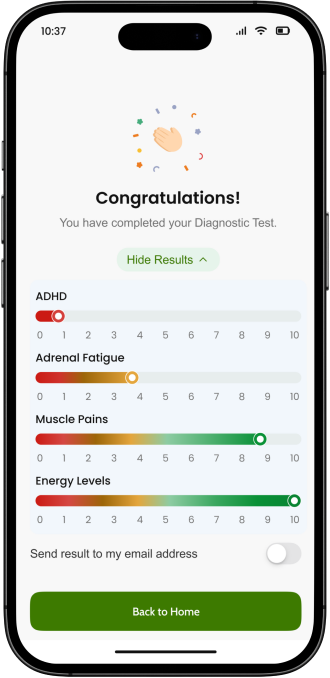 10:37
Congratulations!
You have completed your Diagnostic Test.
Hide Results
ADHD
0 1 2 3 4 5 6 7 8 9 10
Adrenal Fatigue
0 1 2 3 4 5 6 7 8 9 10
Muscle Pains
0 1 2 3 4 5 6 7 8 9 10
Energy Levels
0 1 2 3 4 5 6 7 8 9 10
Send result to my email address
Back to Home